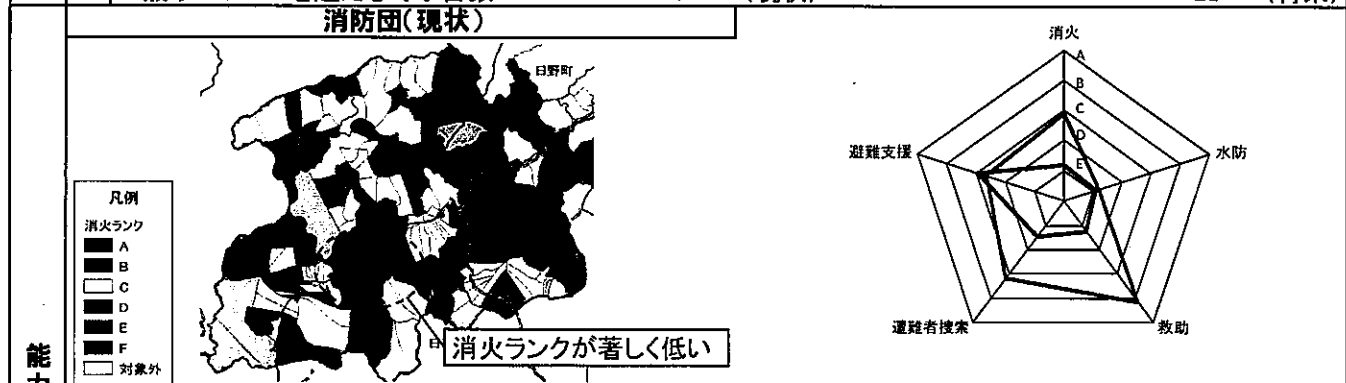 消防団(現状)
日野町
凡例
消火ランク
A
B
C
D
E
F
対象外
消火ランクが著しく低い
能
消火
A
B
C
D
E
水防
救助
遭難者捜索
避難支援